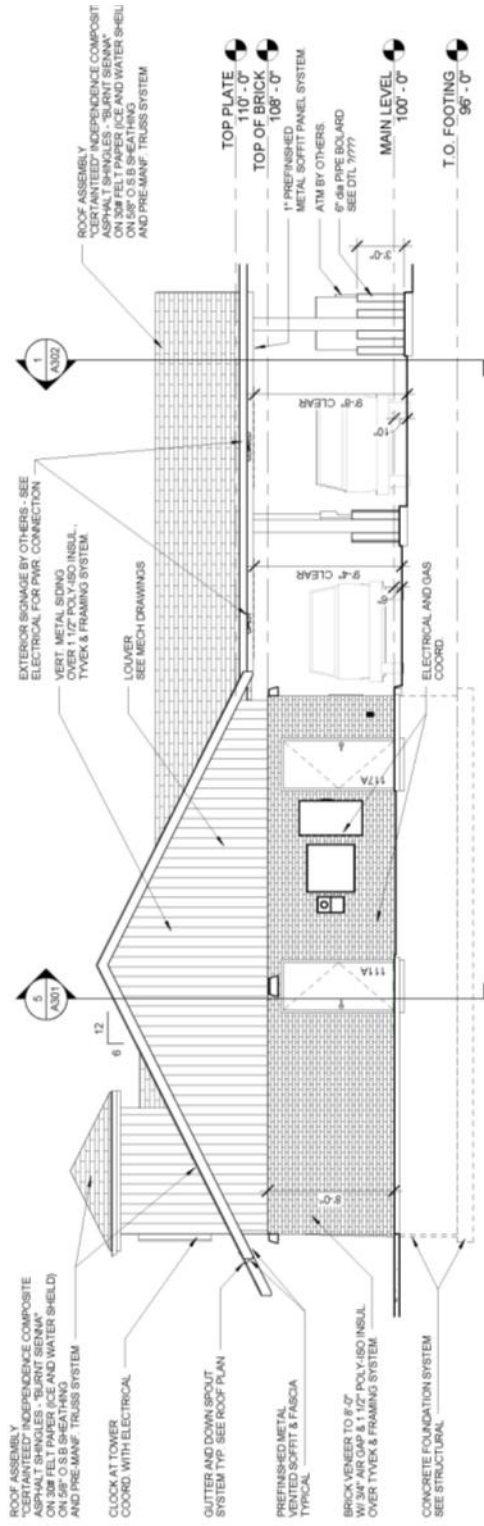 ROOF ASSEMBLY
"CERTAINTEED" INDEPENDENCE COMPOSITE
ASPHALT SHINGLES - "BURNT SIENNA"
ON 30# FELT PAPER (ICE AND WATER SHEILD)
ON 5/8" O.S.B SHEATHING
AND PRE-MANF. TRUSS SYSTEM
CLOCK AT TOWER
COORD. WITH ELECTRICAL
GUTTER AND DOWN SPOUT
SYSTEM TYP. SEE ROOF PLAN
PREFINISHED METAL
VENTED SOFFIT & FASCIA
TYPICAL
BRICK VENEER TO 8'-0"
W/ 3/4" AIR GAP & 1 1/2" POLY-ISO INSUL.
OVER TYVEK & FRAMING SYSTEM
CONCRETE FOUNDATION SYSTEM
SEE STRUCTURAL
5
A301
12
6
8'-0"
111A
117A
EXTERIOR SIGNAGE BY OTHERS - SEE
ELECTRICAL FOR PWR. CONNECTION
VERT. METAL SIDING
OVER 1 1/2" POLY-ISO INSUL.,
TYVEK & FRAMING SYSTEM.
LOUVER
SEE MECH DRAWINGS
ELECTRICAL AND GAS
COORD.
9'-4" CLEAR
6"
9'-8" CLEAR
10"
1
A302
ROOF ASSEMBLY
"CERTAINTEED" INDEPENDENCE COMPOSIT
ASPHALT SHINGLES - "BURNT SIENNA"
ON 30# FELT PAPER (ICE AND WATER SHEIL
ON 5/8" O.S.B SHEATHING
AND PRE-MANF. TRUSS SYSTEM
TOP PLATE
110' - 0"
TOP OF BRICK
108' - 0"
1" PREFINISHED
METAL SOFFIT PANEL SYSTEM.
ATM BY OTHERS.
6" dia PIPE BOLARD
SEE DTL ?/???
3'-0"
MAIN LEVEL
100' - 0"
T.O. FOOTING
96' - 0"